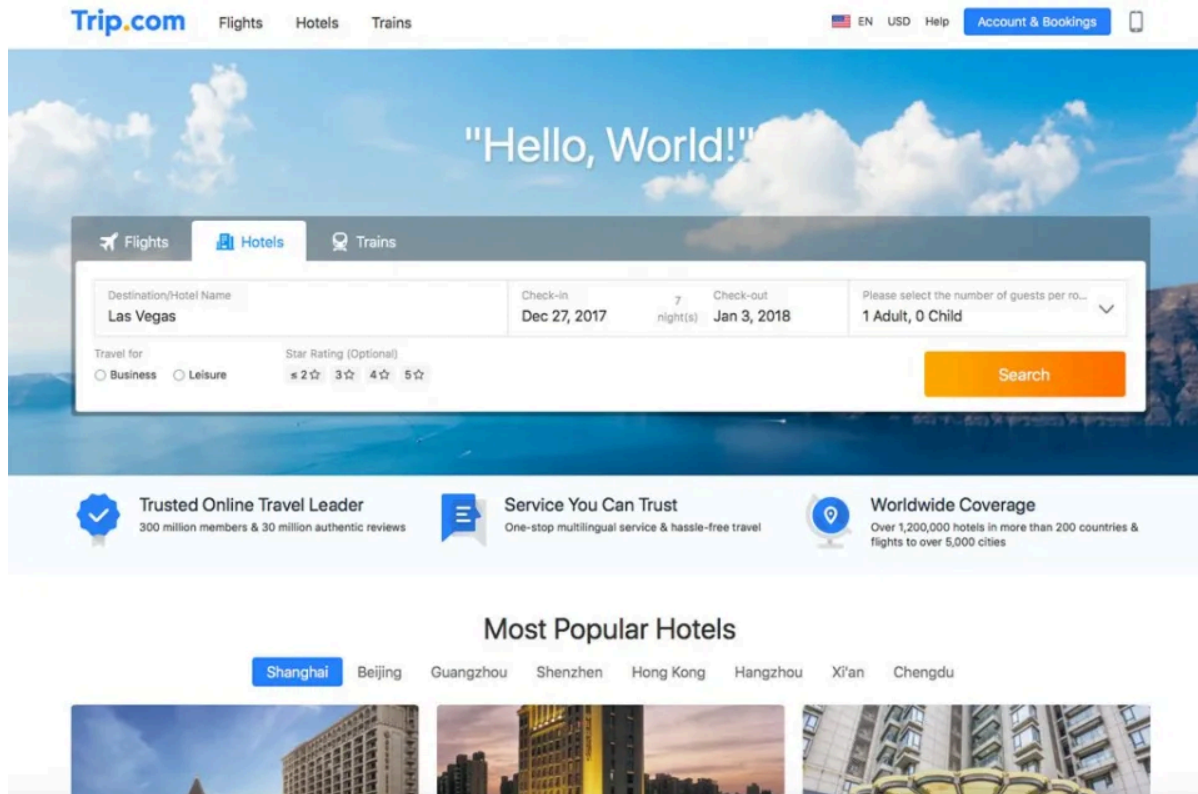 Trip.com Flights Hotels Trains EN USD Help Account & Bookings
"Hello, World!"
Flights Hotels Trains
Destination/Hotel Name Check-in 7 Check-out Please select the number of guests per ro...
Las Vegas Dec 27, 2017 night(s) Jan 3, 2018 1 Adult, 0 Child
Travel for Star Rating (Optional)
Business Leisure ≤ 2☆ 3☆ 4☆ 5☆ Search
Trusted Online Travel Leader Service You Can Trust Worldwide Coverage
300 million members & 30 million authentic reviews One-stop multilingual service & hassle-free travel Over 1,200,000 hotels in more than 200 countries &
flights to over 5,000 cities
Most Popular Hotels
Shanghai Beijing Guangzhou Shenzhen Hong Kong Hangzhou Xi'an Chengdu